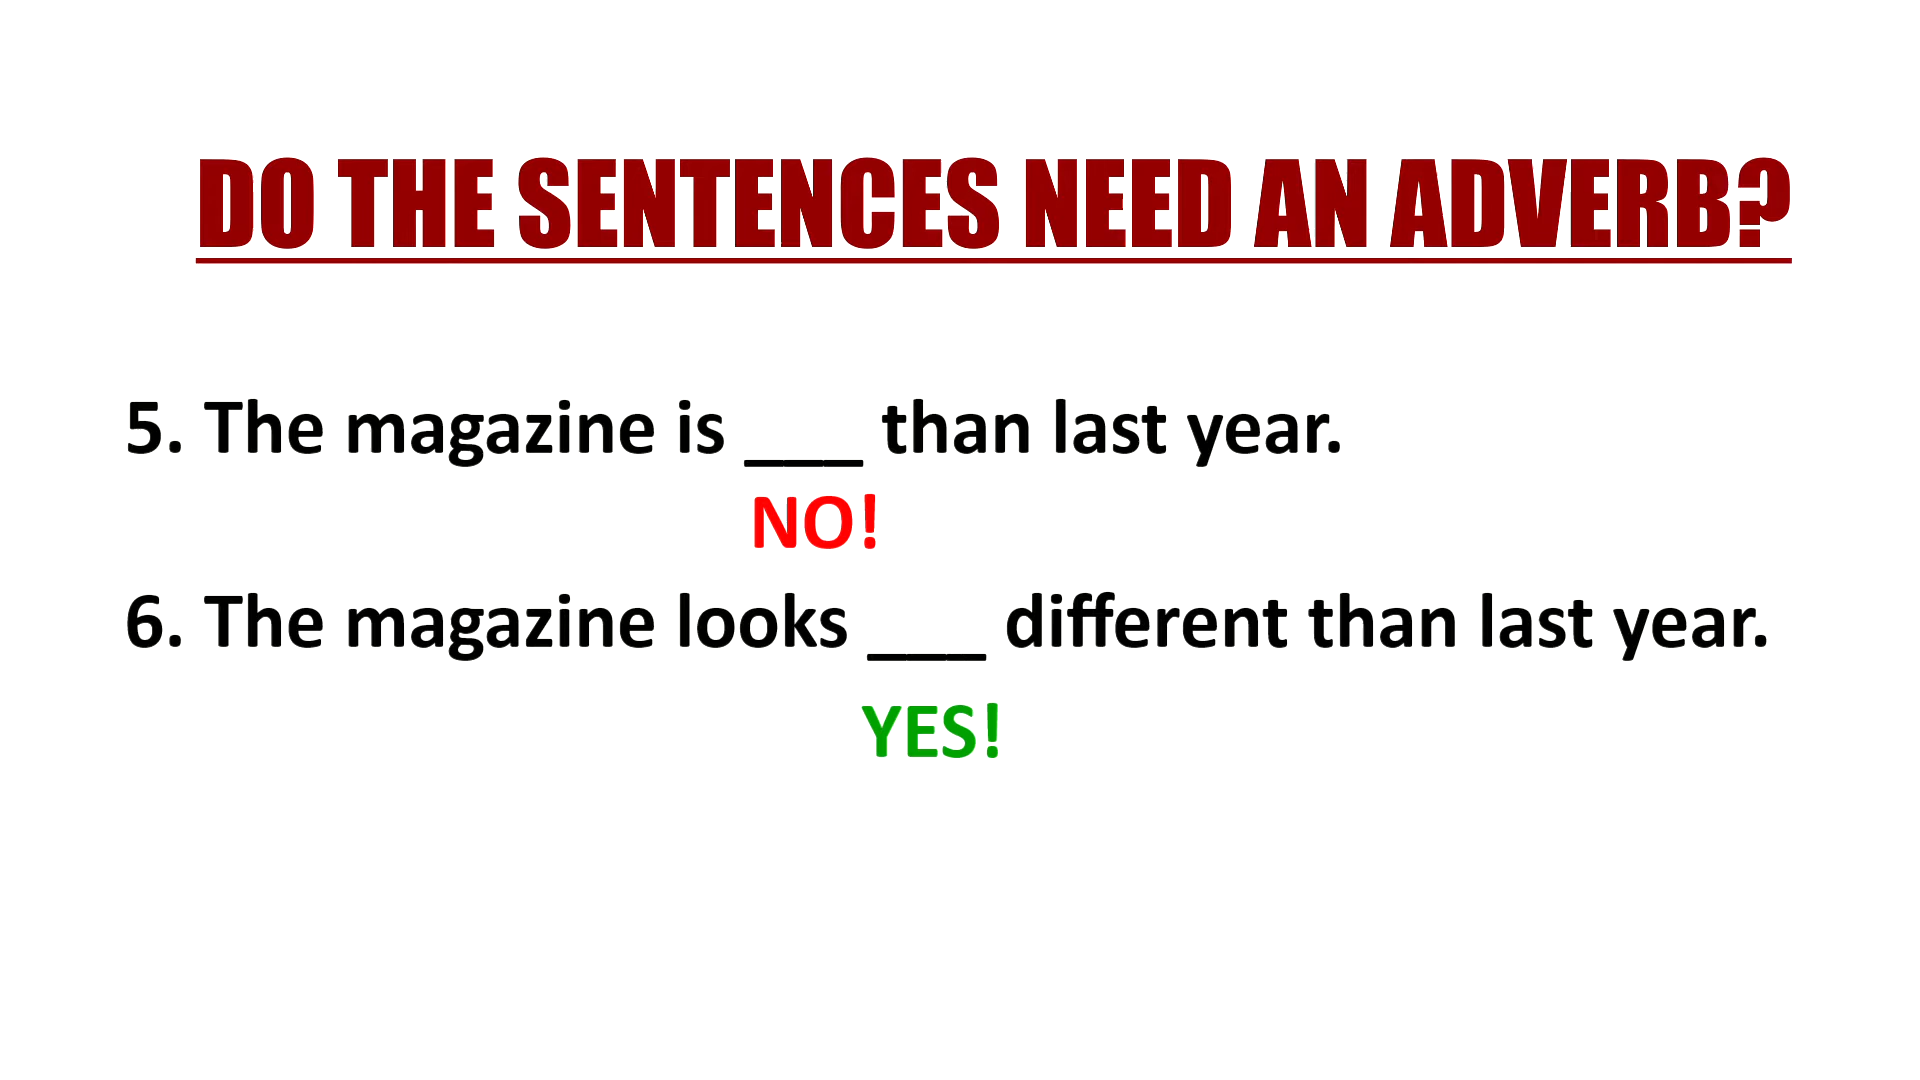 DO THE SENTENCES NEED AN ADVERB?
5. The magazine is ___ than last year.
NO!
6. The magazine looks ___ different than last year.
YES!